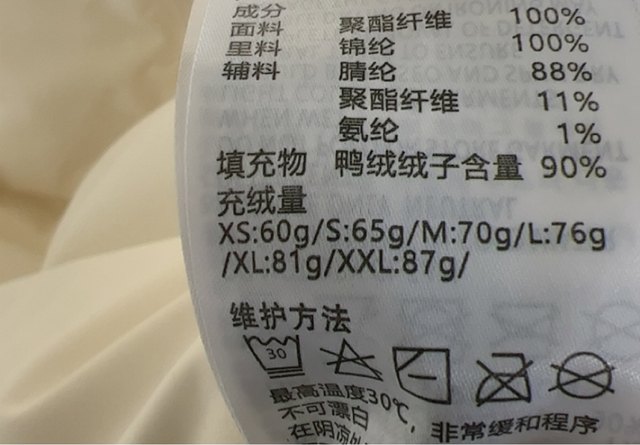 成分
面料 聚酯纤维 100%
里料 锦纶 100%
辅料 腈纶 88%
聚酯纤维 11%
氨纶 1%
填充物 鸭绒绒子含量 90%
充绒量
XS:60g/S:65g/M:70g/L:76g
/XL:81g/XXL:87g/
维护方法
30
最高温度30℃, 非常缓和程序
不可漂白
在阴凉